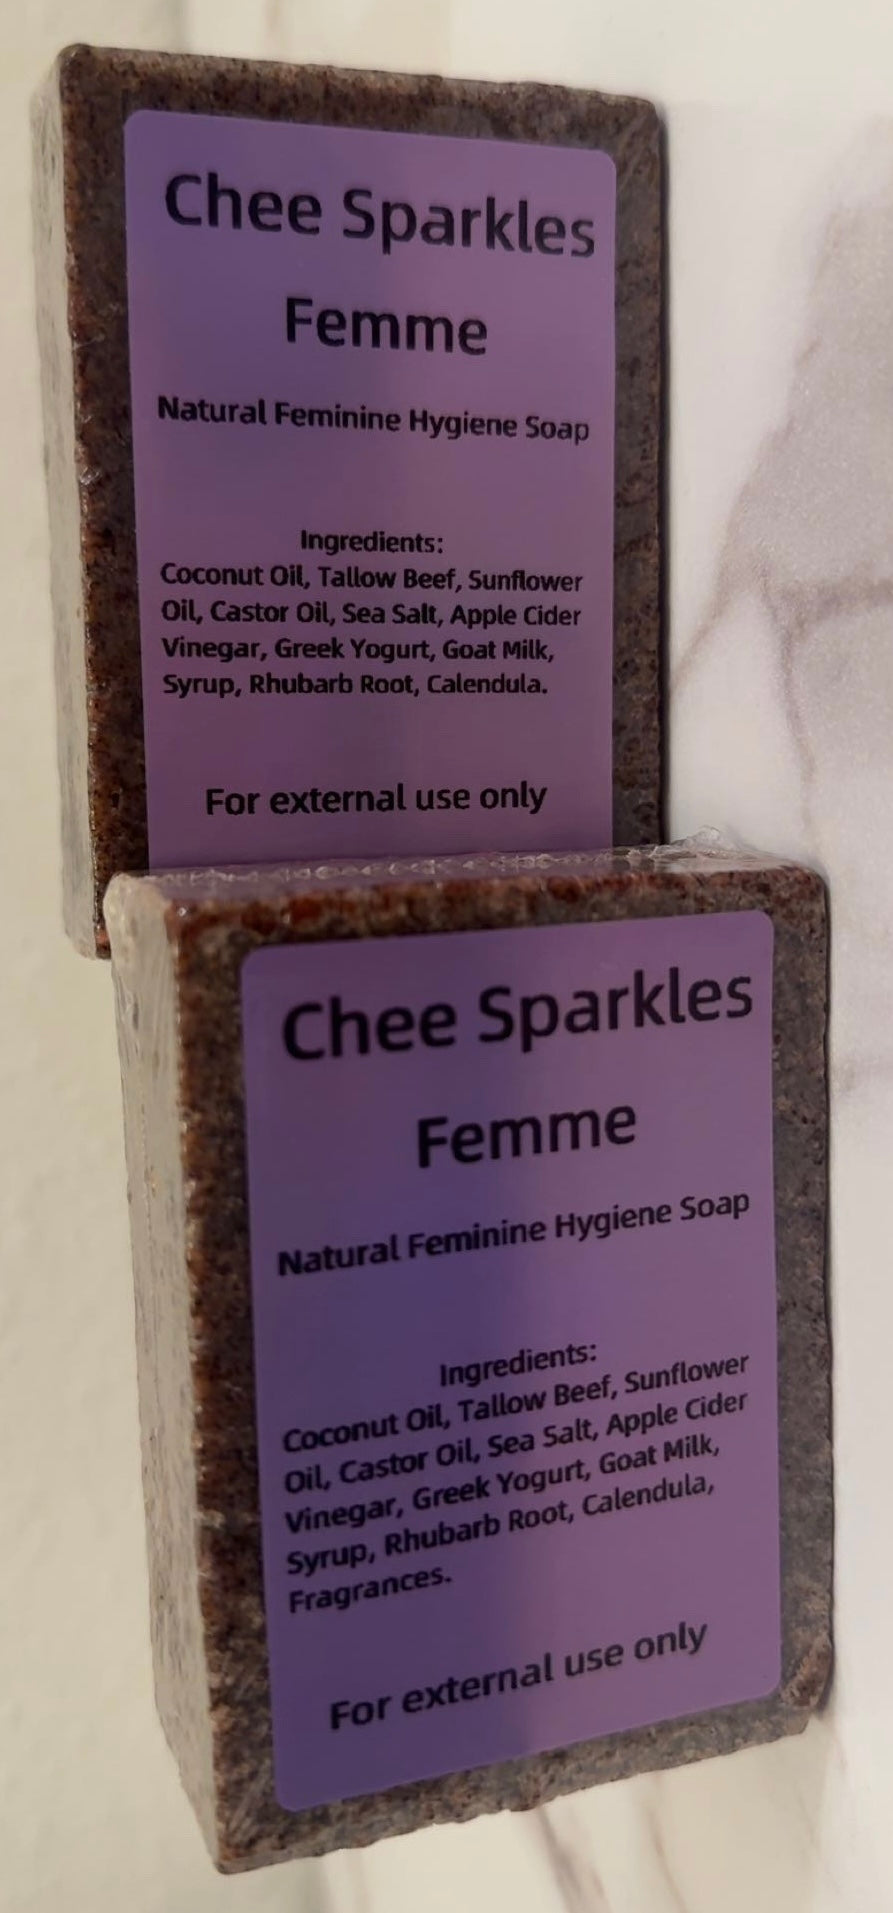 Chee Sparkles
Femme
Natural Feminine Hygiene Soap
Ingredients:
Coconut Oil, Tallow Beef, Sunflower
Oil, Castor Oil, Sea Salt, Apple Cider
Vinegar, Greek Yogurt, Goat Milk,
Syrup, Rhubarb Root, Calendula.
For external use only
Chee Sparkles
Femme
Natural Feminine Hygiene Soap
Ingredients:
Coconut Oil, Tallow Beef, Sunflower
Oil, Castor Oil, Sea Salt, Apple Cider
Vinegar, Greek Yogurt, Goat Milk,
Syrup, Rhubarb Root, Calendula,
Fragrances.
For external use only